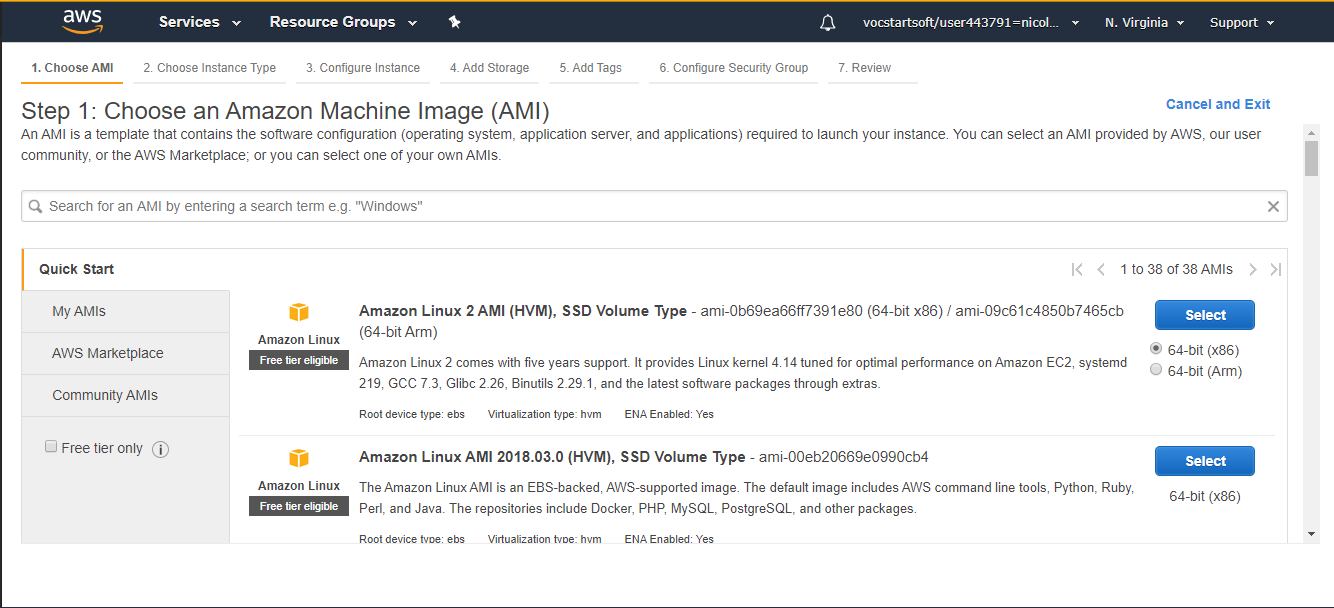 aws
Services
Resource Groups
vocstartsoft/user443791=nicol...
N. Virginia
Support
1. Choose AMI
2. Choose Instance Type
3. Configure Instance
4. Add Storage
5. Add Tags
6. Configure Security Group
7. Review
Step 1: Choose an Amazon Machine Image (AMI)
Cancel and Exit
An AMI is a template that contains the software configuration (operating system, application server, and applications) required to launch your instance. You can select an AMI provided by AWS, our user
community, or the AWS Marketplace; or you can select one of your own AMIs.
Search for an AMI by entering a search term e.g. "Windows"
Quick Start
My AMIs
AWS Marketplace
Community AMIs
Free tier only
1 to 38 of 38 AMIs
Amazon Linux
Free tier eligible
Amazon Linux 2 AMI (HVM), SSD Volume Type - ami-0b69ea66ff7391e80 (64-bit x86) / ami-09c61c4850b7465cb
(64-bit Arm)
Amazon Linux 2 comes with five years support. It provides Linux kernel 4.14 tuned for optimal performance on Amazon EC2, systemd
219, GCC 7.3, Glibc 2.26, Binutils 2.29.1, and the latest software packages through extras.
Root device type: ebs Virtualization type: hvm ENA Enabled: Yes
Select
64-bit (x86)
64-bit (Arm)
Amazon Linux
Free tier eligible
Amazon Linux AMI 2018.03.0 (HVM), SSD Volume Type - ami-00eb20669e0990cb4
The Amazon Linux AMI is an EBS-backed, AWS-supported image. The default image includes AWS command line tools, Python, Ruby,
Perl, and Java. The repositories include Docker, PHP, MySQL, PostgreSQL, and other packages.
Root device type: ebs Virtualization type: hvm ENA Enabled: Yes
Select
64-bit (x86)